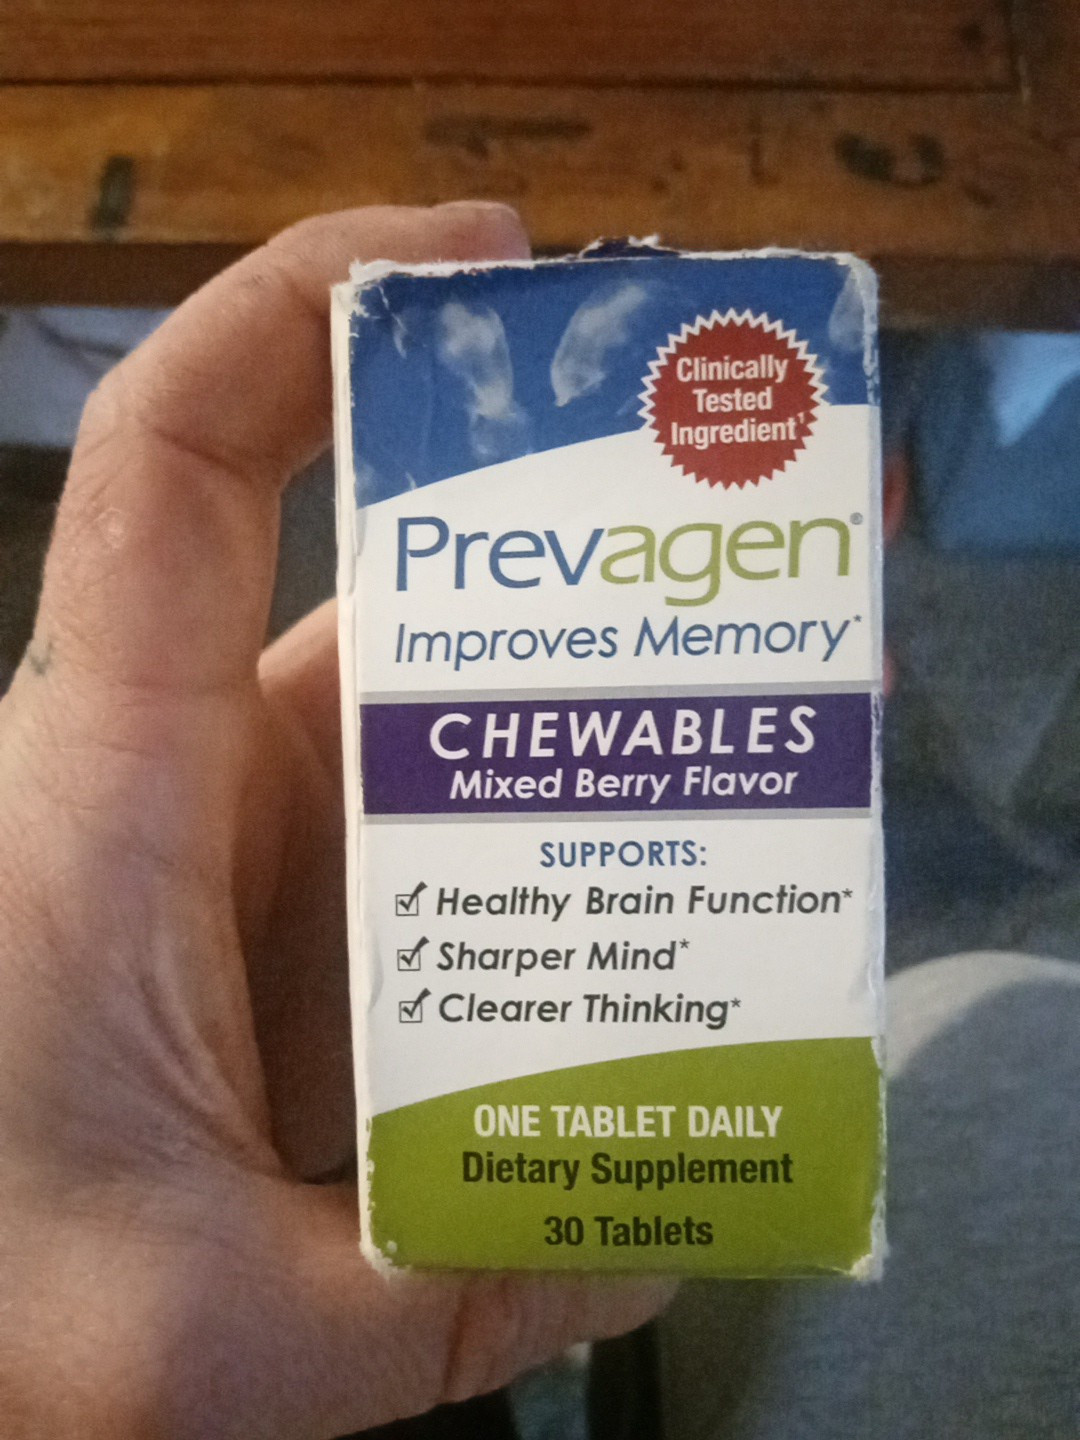 Clinically
Tested
Ingredient¹
Prevagen®
Improves Memory*
CHEWABLES
Mixed Berry Flavor
SUPPORTS:
Healthy Brain Function*
Sharper Mind*
Clearer Thinking*
ONE TABLET DAILY
Dietary Supplement
30 Tablets